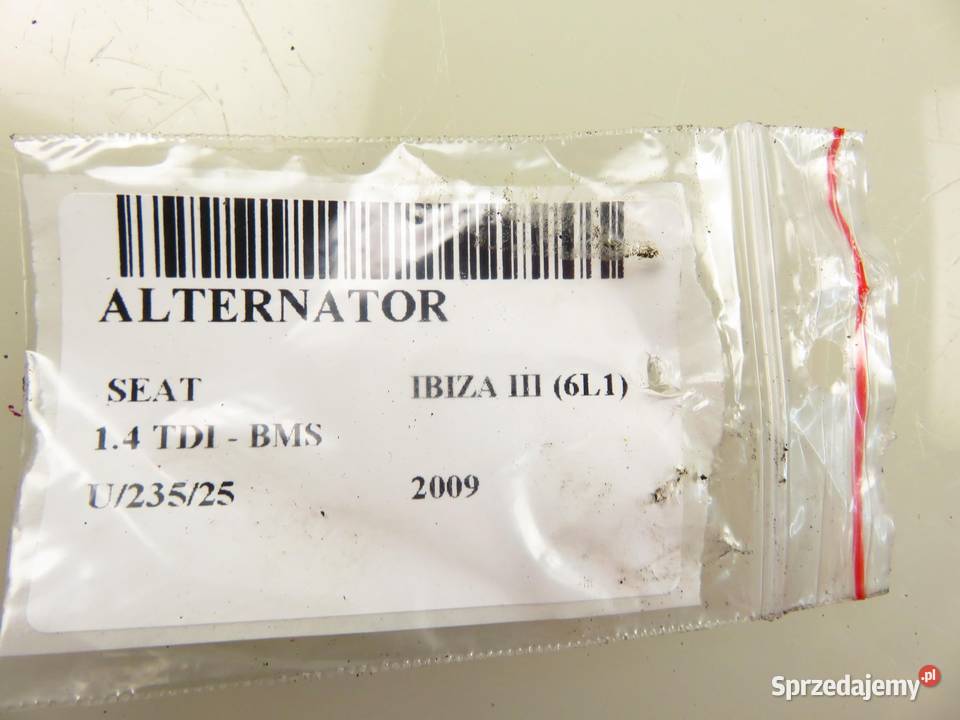 ALTERNATOR
SEAT IBIZA III (6L1)
1.4 TDI - BMS
U/235/25 2009
Sprzedajemy.pl